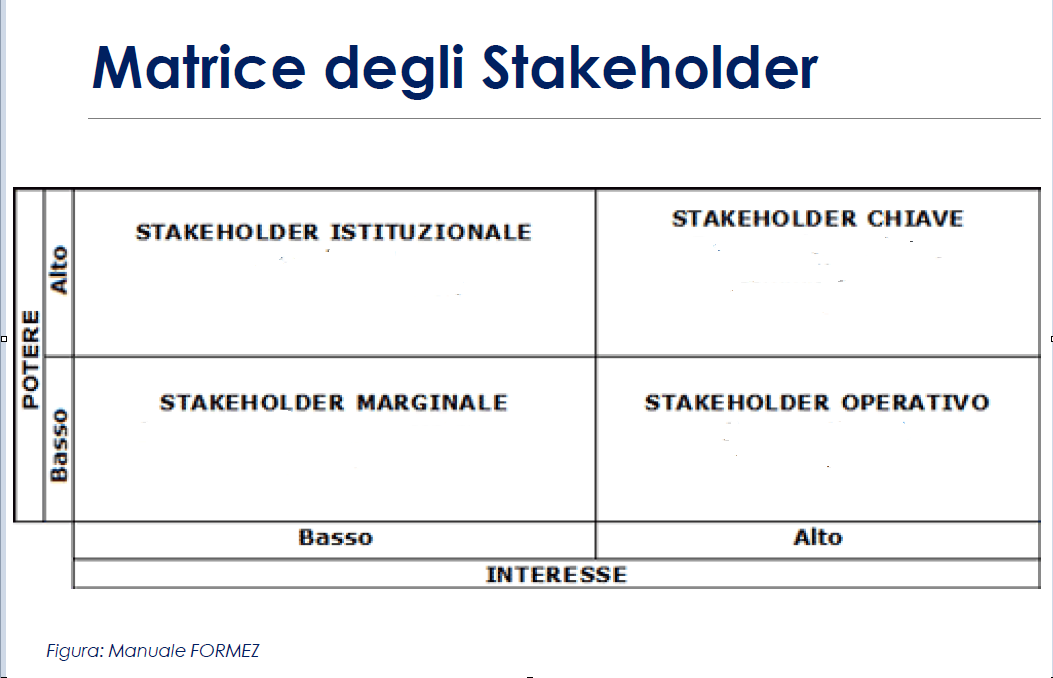 Matrice degli Stakeholder
POTERE
Alto
STAKEHOLDER ISTITUZIONALE
STAKEHOLDER CHIAVE
Basso
STAKEHOLDER MARGINALE
STAKEHOLDER OPERATIVO
Basso
Alto
INTERESSE
Figura: Manuale FORMEZ